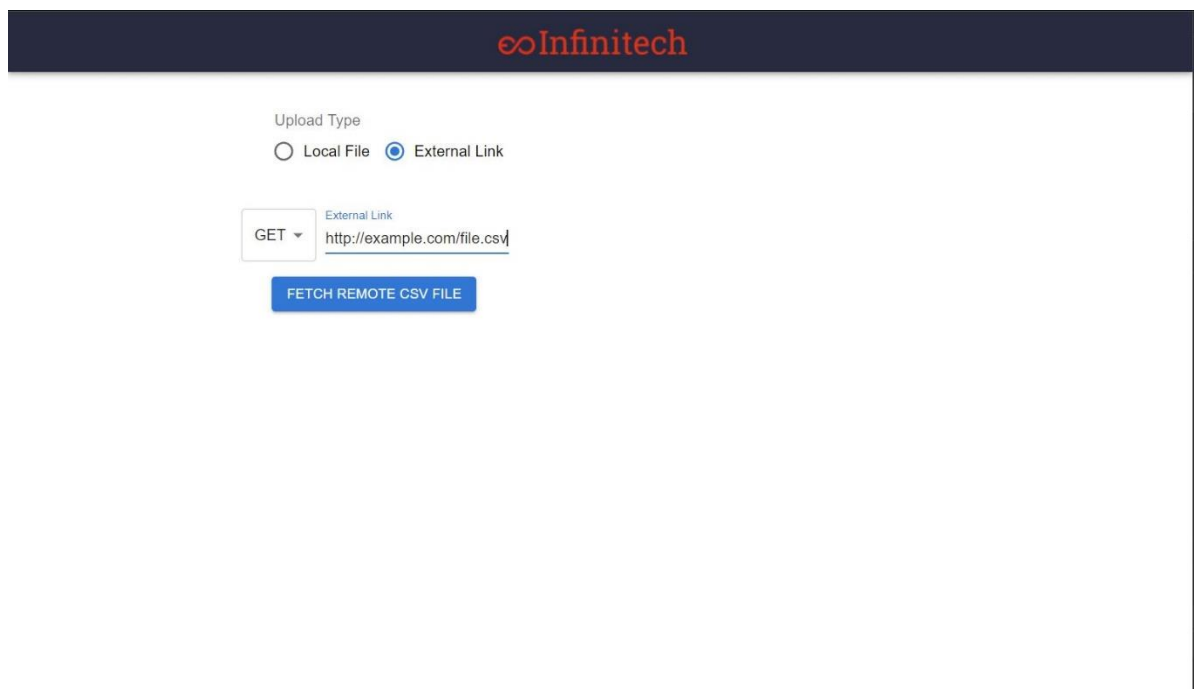 Infinitech
Upload Type
Local File External Link
External Link
GET http://example.com/file.csv
FETCH REMOTE CSV FILE